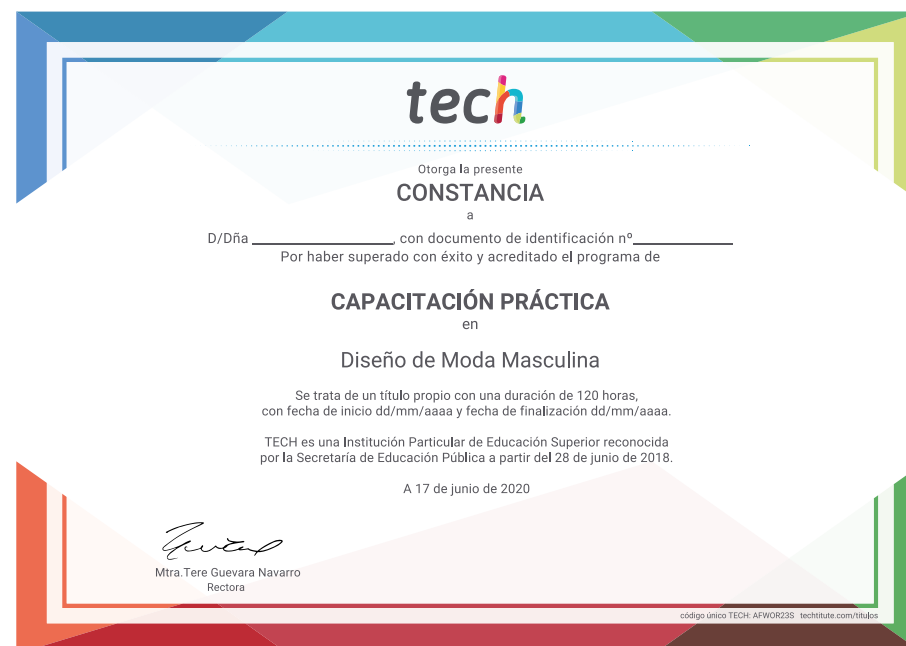 tech
Otorga la presente
CONSTANCIA
a
D/Dña ____________________, con documento de identificación nº______________
Por haber superado con éxito y acreditado el programa de
CAPACITACIÓN PRÁCTICA
en
Diseño de Moda Masculina
Se trata de un título propio con una duración de 120 horas,
con fecha de inicio dd/mm/aaaa y fecha de finalización dd/mm/aaaa.
TECH es una Institución Particular de Educación Superior reconocida
por la Secretaría de Educación Pública a partir del 28 de junio de 2018.
A 17 de junio de 2020
Mtra.Tere Guevara Navarro
Rectora
código único TECH: AFWOR23S techtitute.com/titulos